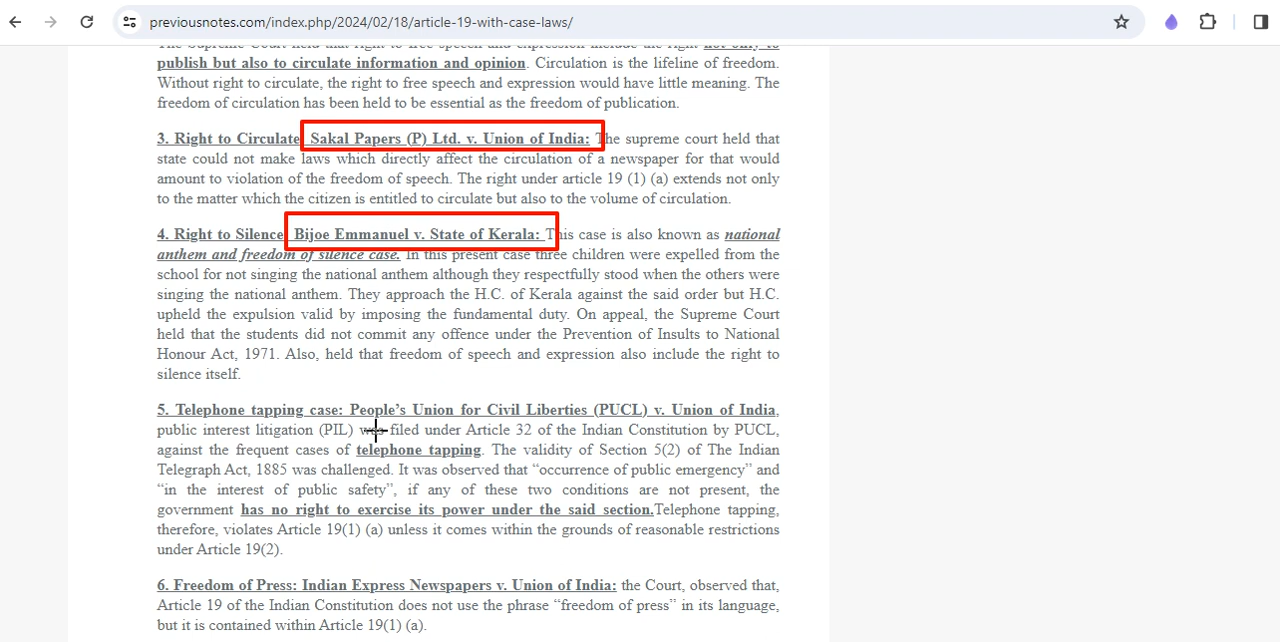 previousnotes.com/index.php/2024/02/18/article-19-with-case-laws/
The Supreme Court held that right to free speech and expression include the right not only to
publish but also to circulate information and opinion. Circulation is the lifeline of freedom.
Without right to circulate, the right to free speech and expression would have little meaning. The
freedom of circulation has been held to be essential as the freedom of publication.
3. Right to Circulate Sakal Papers (P) Ltd. v. Union of India: The supreme court held that
state could not make laws which directly affect the circulation of a newspaper for that would
amount to violation of the freedom of speech. The right under article 19 (1) (a) extends not only
to the matter which the citizen is entitled to circulate but also to the volume of circulation.
4. Right to Silence Bijoe Emmanuel v. State of Kerala: This case is also known as national
anthem and freedom of silence case. In this present case three children were expelled from the
school for not singing the national anthem although they respectfully stood when the others were
singing the national anthem. They approach the H.C. of Kerala against the said order but H.C.
upheld the expulsion valid by imposing the fundamental duty. On appeal, the Supreme Court
held that the students did not commit any offence under the Prevention of Insults to National
Honour Act, 1971. Also, held that freedom of speech and expression also include the right to
silence itself.
5. Telephone tapping case: People’s Union for Civil Liberties (PUCL) v. Union of India,
public interest litigation (PIL) was filed under Article 32 of the Indian Constitution by PUCL,
against the frequent cases of telephone tapping. The validity of Section 5(2) of The Indian
Telegraph Act, 1885 was challenged. It was observed that “occurrence of public emergency” and
“in the interest of public safety”, if any of these two conditions are not present, the
government has no right to exercise its power under the said section.Telephone tapping,
therefore, violates Article 19(1) (a) unless it comes within the grounds of reasonable restrictions
under Article 19(2).
6. Freedom of Press: Indian Express Newspapers v. Union of India: the Court, observed that,
Article 19 of the Indian Constitution does not use the phrase “freedom of press” in its language,
but it is contained within Article 19(1) (a).